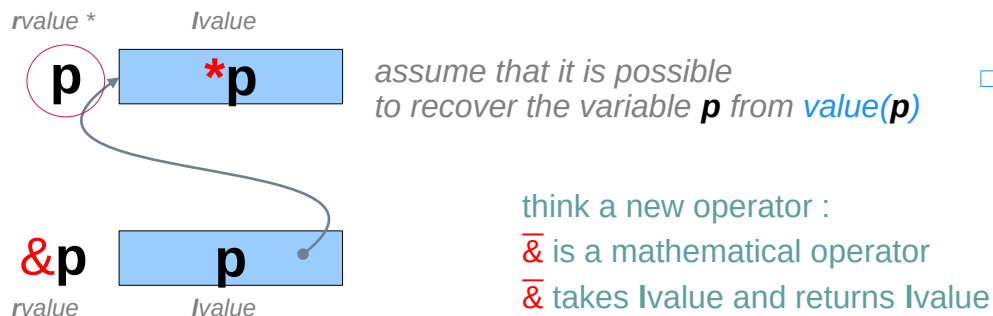 rvalue * lvalue
p *p
assume that it is possible
to recover the variable p from value(p)
think a new operator :
&̅ is a mathematical operator
&p p
&̅ takes lvalue and returns lvalue
rvalue lvalue